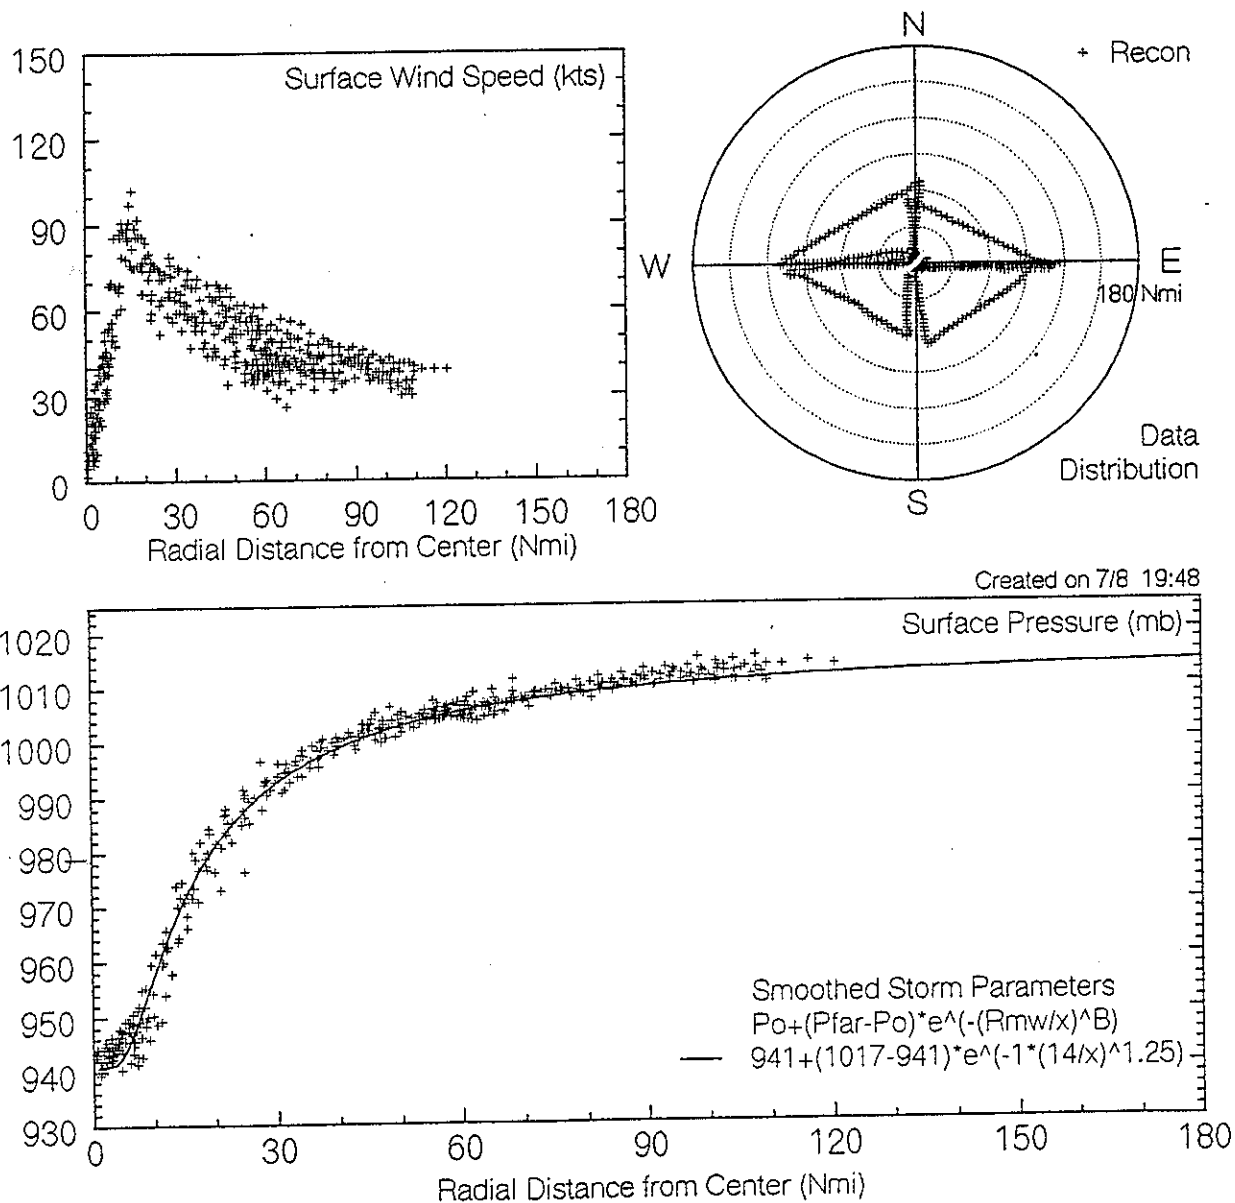 150
120
90
60
30
0
Surface Wind Speed (kts)
0 30 60 90 120 150 180
Radial Distance from Center (Nmi)
N
+ Recon
W
E
180 Nmi
Data
Distribution
S
Created on 7/8 19:48
Surface Pressure (mb)
1020
1010
1000
990
980
970
960
950
940
930
Smoothed Storm Parameters
Po+(Pfar-Po)*e^(-(Rmw/x)^B)
941+(1017-941)*e^(-1*(14/x)^1.25)
0 30 60 90 120 150 180
Radial Distance from Center (Nmi)